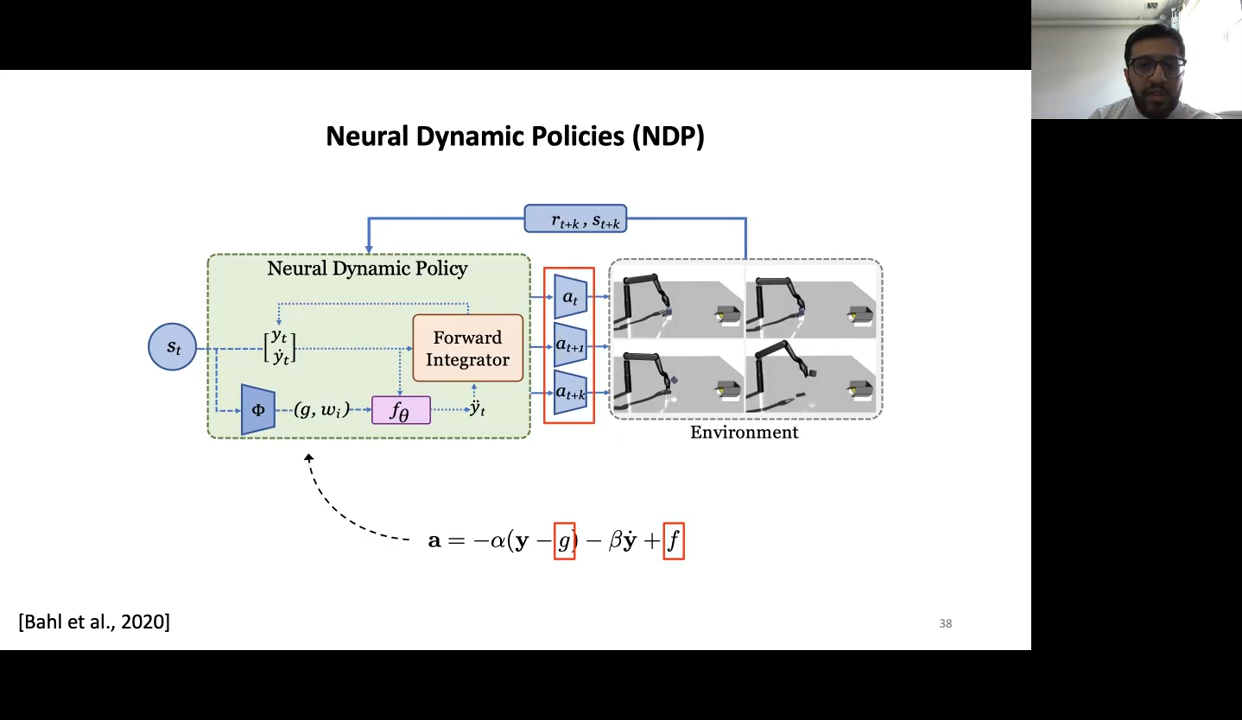 Neural Dynamic Policies (NDP)
r_{t+k} , s_{t+k}
Neural Dynamic Policy
s_t
[y_t ẏ_t]
Forward
Integrator
Φ
(g, w_i)
f_θ
ÿ_t
a_t
a_{t+1}
a_{t+k}
Environment
a = −α(y − g) − βẏ + f
[Bahl et al., 2020]
38